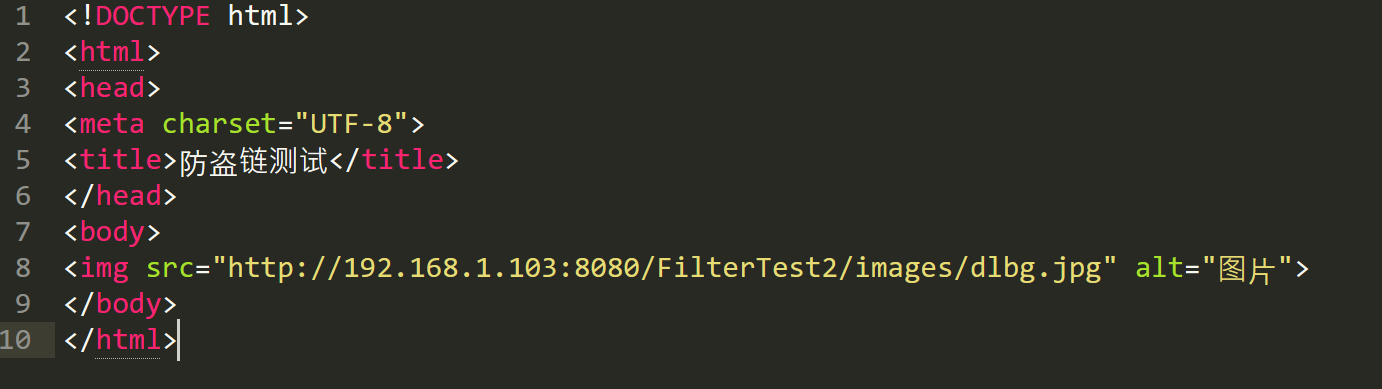 1 <!DOCTYPE html>
2 <html>
3 <head>
4 <meta charset="UTF-8">
5 <title>防盗链测试</title>
6 </head>
7 <body>
8 <img src="http://192.168.1.103:8080/FilterTest2/images/dlbg.jpg" alt="图片">
9 </body>
10 </html>